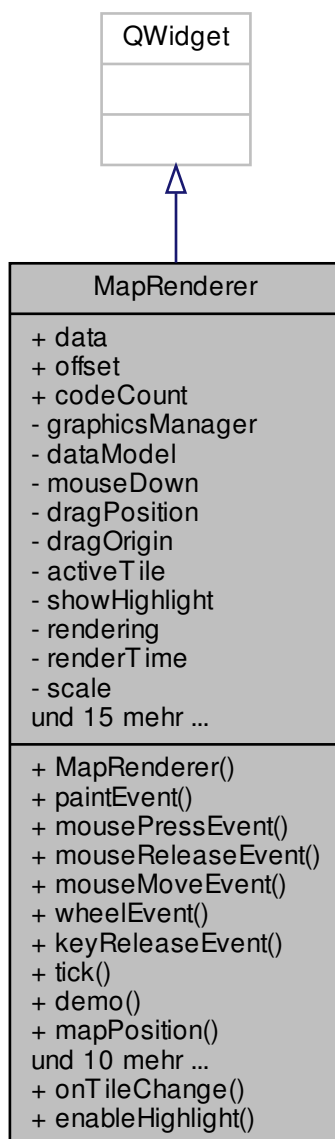 QWidget
MapRenderer
+ data
+ offset
+ codeCount
- graphicsManager
- dataModel
- mouseDown
- dragPosition
- dragOrigin
- activeTile
- showHighlight
- rendering
- renderTime
- scale
und 15 mehr ...
+ MapRenderer()
+ paintEvent()
+ mousePressEvent()
+ mouseReleaseEvent()
+ mouseMoveEvent()
+ wheelEvent()
+ keyReleaseEvent()
+ tick()
+ demo()
+ mapPosition()
und 10 mehr ...
+ onTileChange()
+ enableHighlight()